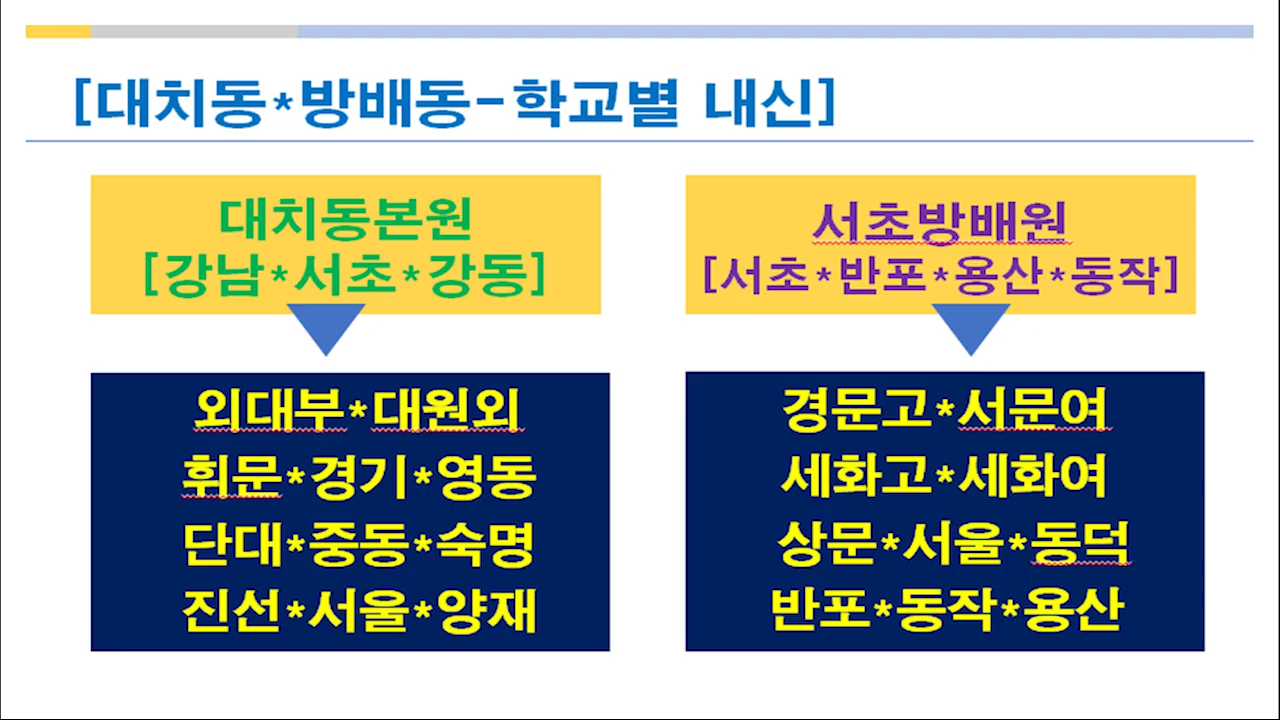 [대치동*방배동-학교별 내신]
대치동본원
[강남*서초*강동]
외대부*대원외
휘문*경기*영동
단대*중동*숙명
진선*서울*양재
서초방배원
[서초*반포*용산*동작]
경문고*서문여
세화고*세화여
상문*서울*동덕
반포*동작*용산